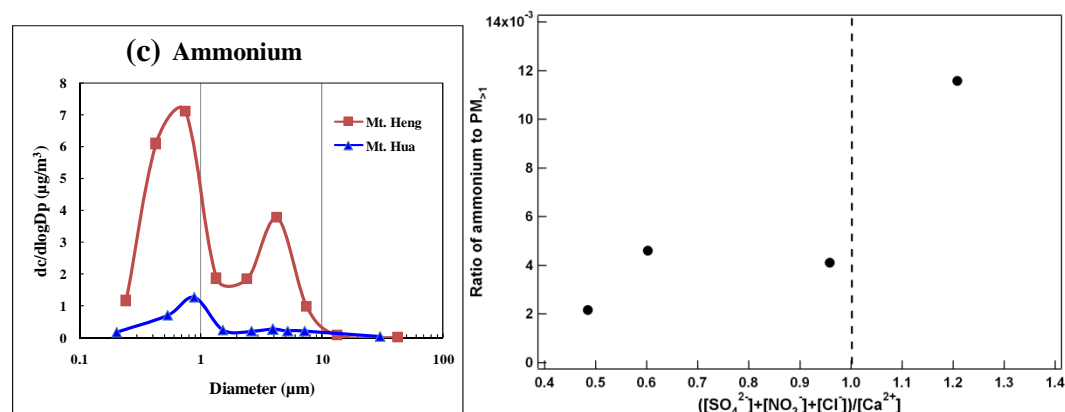 (c) Ammonium
dc/dlogDp (µg/m³)
8
7
6
5
4
3
2
1
0
Mt. Heng
Mt. Hua
0.1 1 10 100
Diameter (µm)
Ratio of ammonium to PM>1
14x10⁻³
12
10
8
6
4
2
0
0.4 0.5 0.6 0.7 0.8 0.9 1.0 1.1 1.2 1.3 1.4
([SO₄²⁻]+[NO₃⁻]+[Cl⁻])/[Ca²⁺]